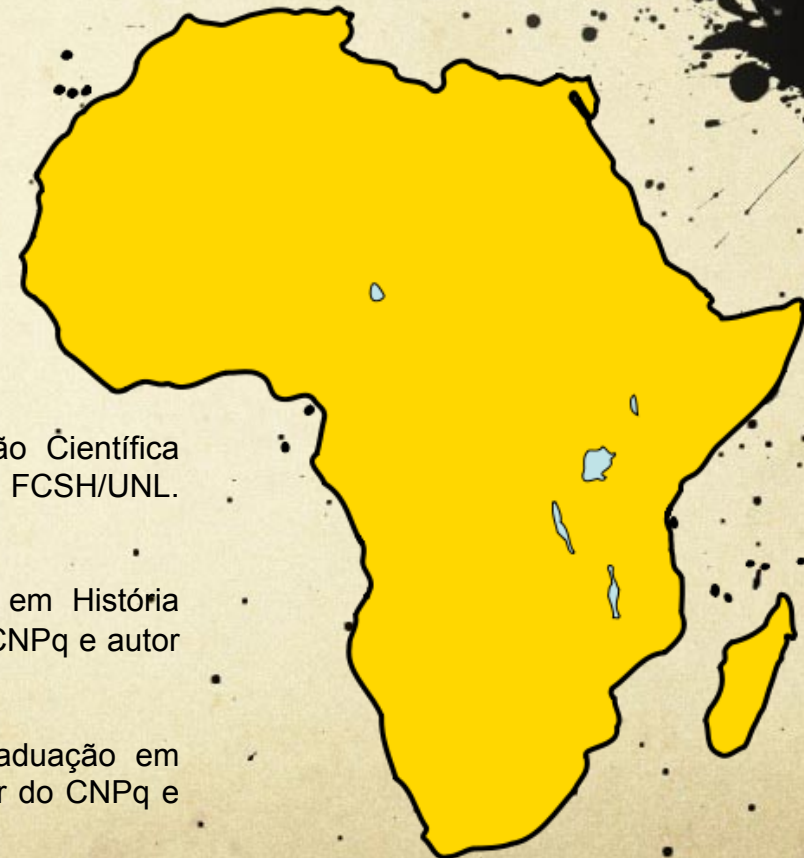 ão Científica
FCSH/UNL.
em História
CNPq e autor
aduação em
r do CNPq e